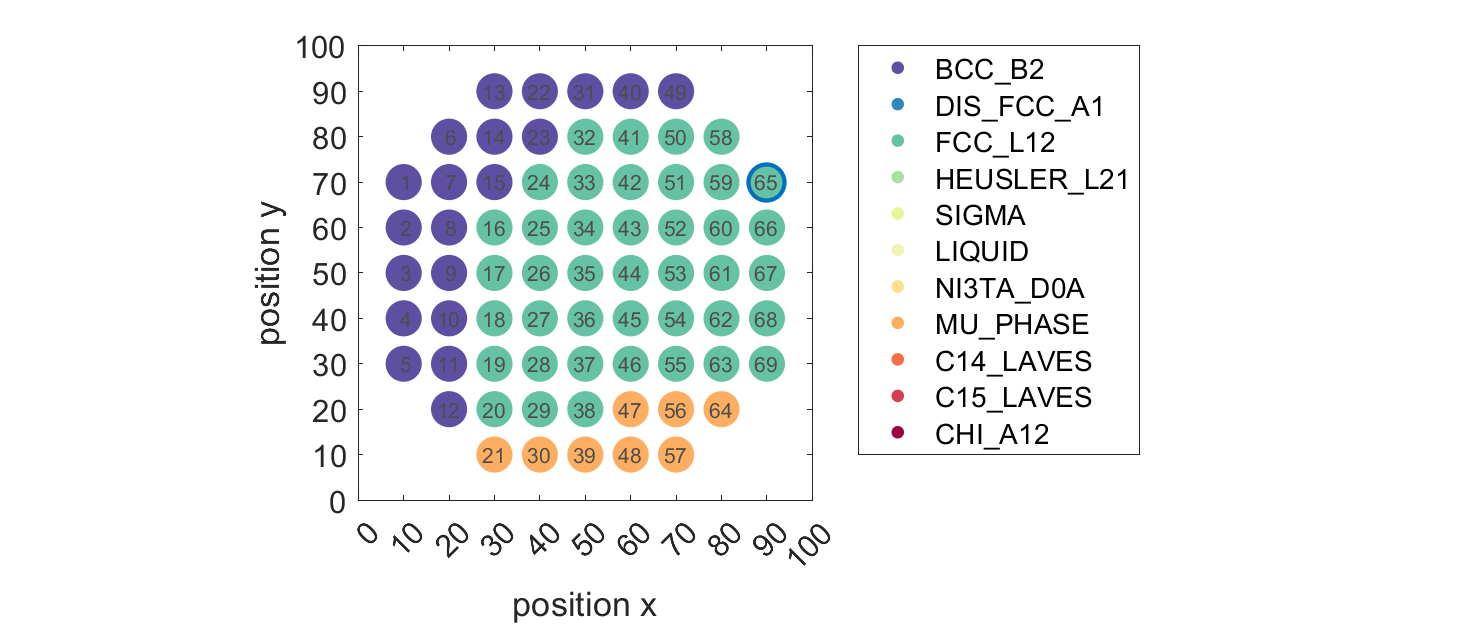 100
90
80
70
60
50
40
30
20
10
0
position y
13 22 31 40 49
6 14 23 32 41 50 58
1 7 15 24 33 42 51 59 65
2 8 16 25 34 43 52 60 66
3 9 17 26 35 44 53 61 67
4 10 18 27 36 45 54 62 68
5 11 19 28 37 46 55 63 69
12 20 29 38 47 56 64
21 30 39 48 57
0 10 20 30 40 50 60 70 80 90 100
position x
BCC_B2
DIS_FCC_A1
FCC_L12
HEUSLER_L21
SIGMA
LIQUID
NI3TA_D0A
MU_PHASE
C14_LAVES
C15_LAVES
CHI_A12